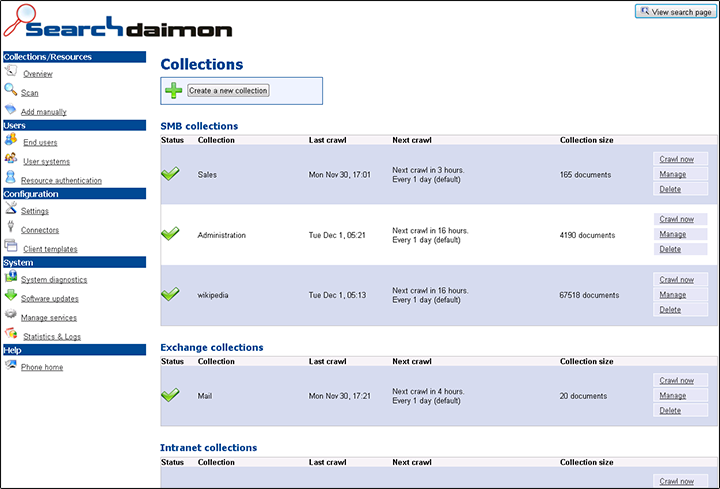 Searchdaimon
View search page
Collections/Resources
Overview
Scan
Add manually
Users
End users
User systems
Resource authentication
Configuration
Settings
Connectors
Client templates
System
System diagnostics
Software updates
Manage services
Statistics & Logs
Help
Phone home
Collections
Create a new collection
SMB collections
Status Collection Last crawl Next crawl Collection size
Sales Mon Nov 30, 17:01 Next crawl in 3 hours. 165 documents
Every 1 day (default)
Crawl now
Manage
Delete
Administration Tue Dec 1, 05:21 Next crawl in 16 hours. 4190 documents
Every 1 day (default)
Crawl now
Manage
Delete
wikipedia Tue Dec 1, 05:13 Next crawl in 16 hours. 67518 documents
Every 1 day (default)
Crawl now
Manage
Delete
Exchange collections
Status Collection Last crawl Next crawl Collection size
Mail Mon Nov 30, 17:21 Next crawl in 4 hours. 20 documents
Every 1 day (default)
Crawl now
Manage
Delete
Intranet collections
Status Collection Last crawl Next crawl Collection size
Crawl now